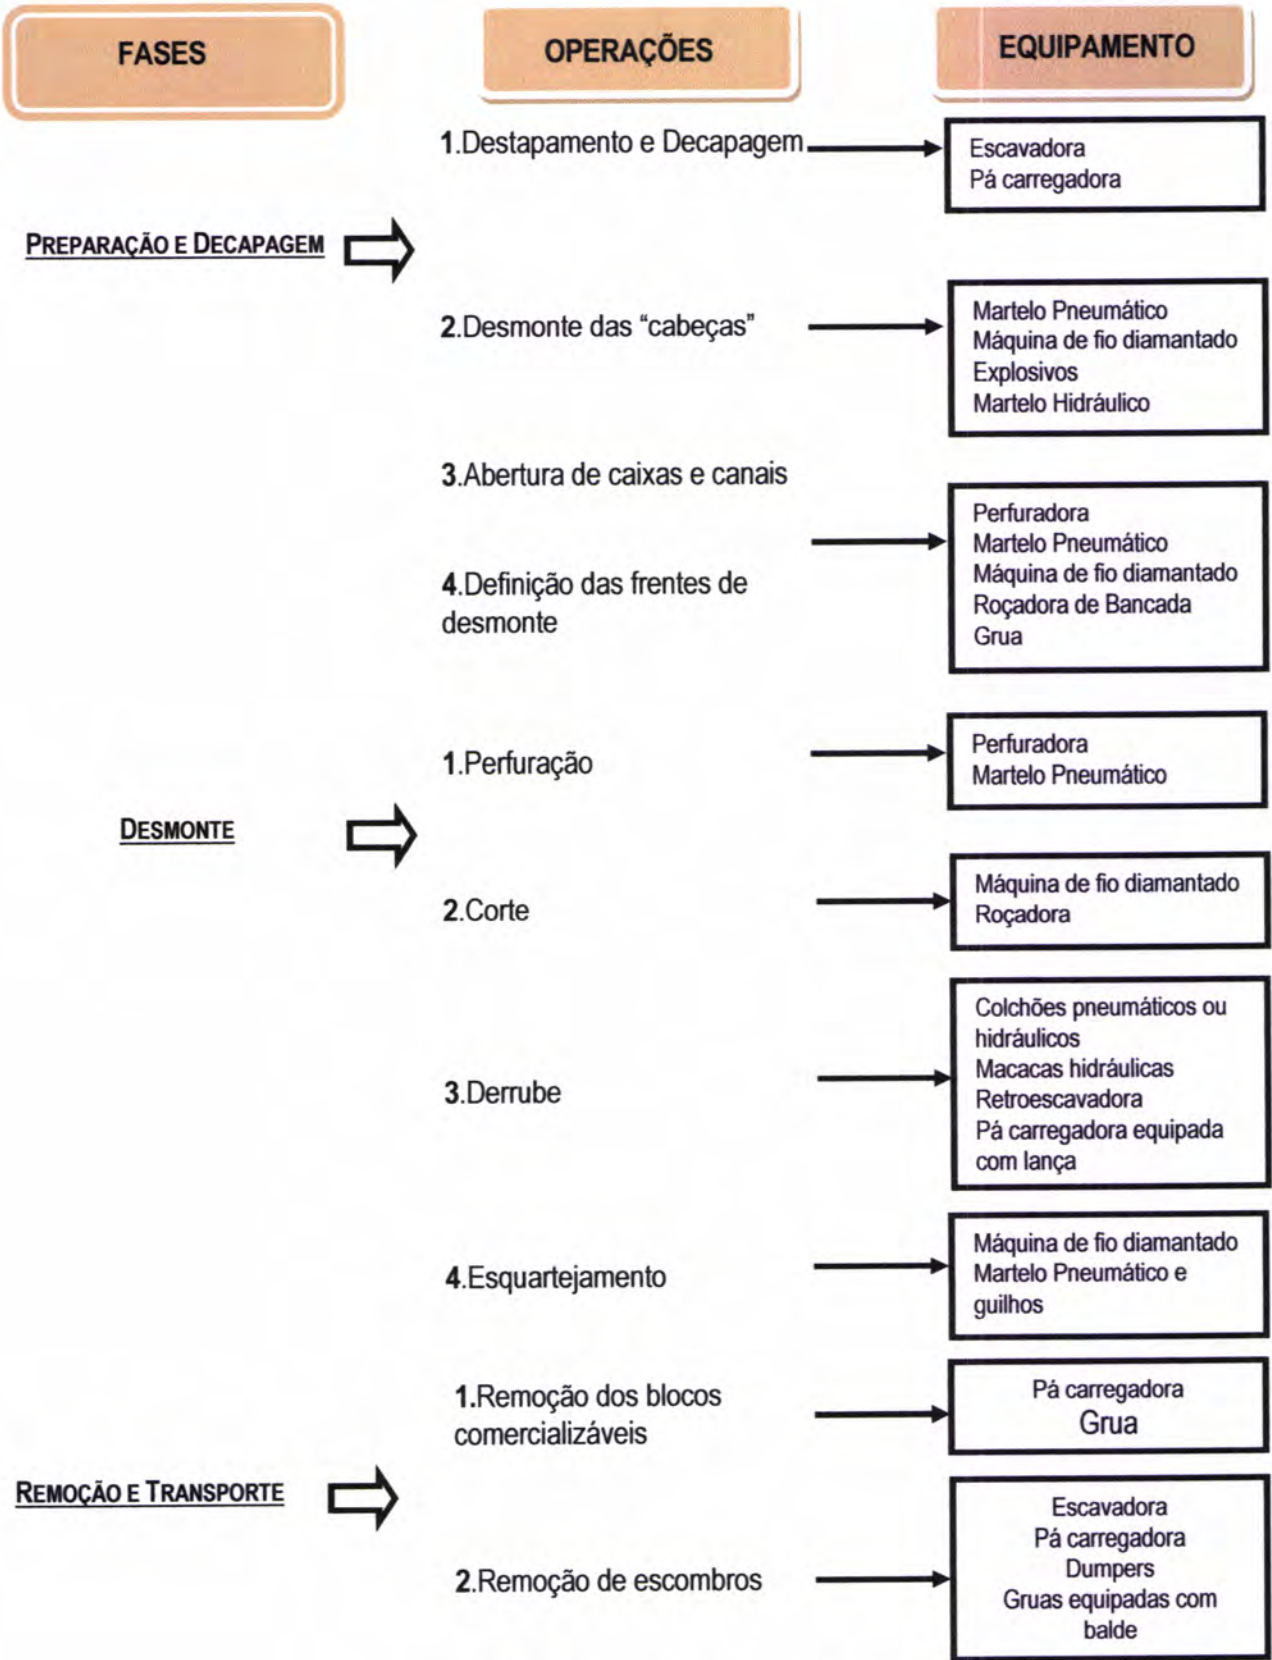 FASES
OPERAÇÕES
EQUIPAMENTO
PREPARAÇÃO E DECAPAGEM
1.Destapamento e Decapagem
Escavadora
Pá carregadora
2.Desmonte das “cabeças”
Martelo Pneumático
Máquina de fio diamantado
Explosivos
Martelo Hidráulico
3.Abertura de caixas e canais
4.Definição das frentes de
desmonte
Perfuradora
Martelo Pneumático
Máquina de fio diamantado
Roçadora de Bancada
Grua
DESMONTE
1.Perfuração
Perfuradora
Martelo Pneumático
2.Corte
Máquina de fio diamantado
Roçadora
3.Derrube
Colchões pneumáticos ou
hidráulicos
Macacas hidráulicas
Retroescavadora
Pá carregadora equipada
com lança
4.Esquartejamento
Máquina de fio diamantado
Martelo Pneumático e
guilhos
REMOÇÃO E TRANSPORTE
1.Remoção dos blocos
comercializáveis
Pá carregadora
Grua
2.Remoção de escombros
Escavadora
Pá carregadora
Dumpers
Gruas equipadas com
balde